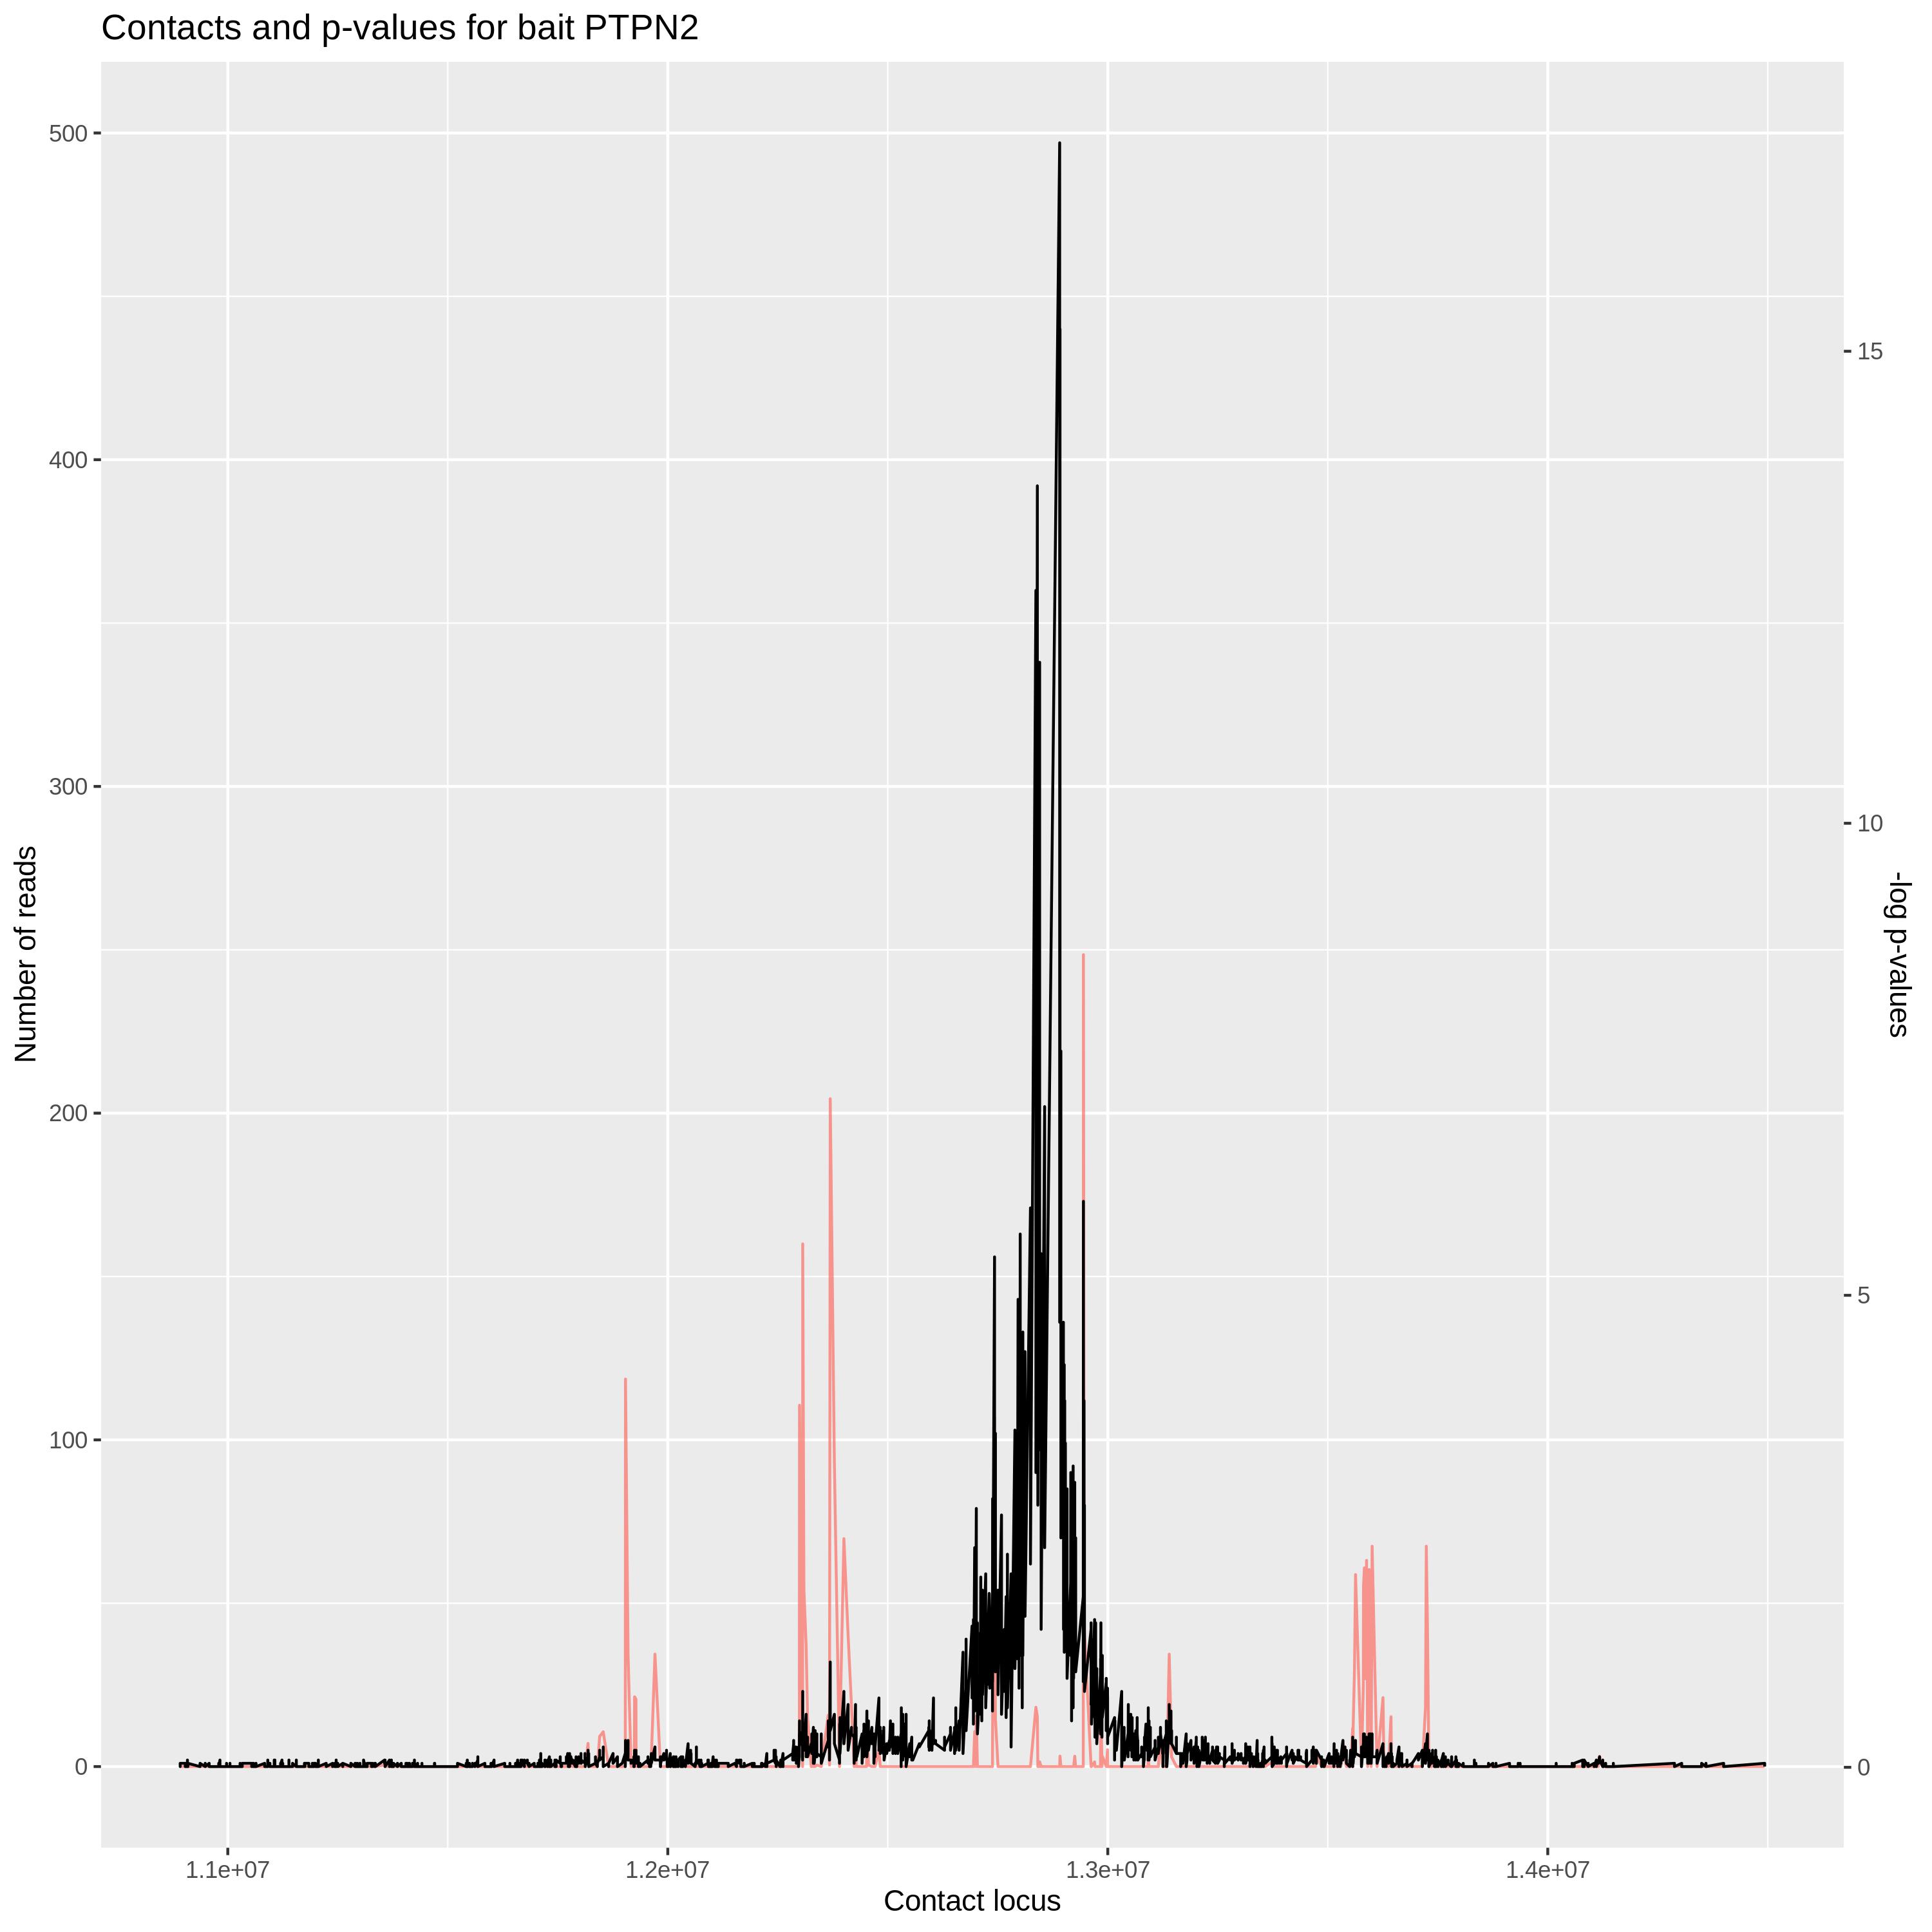 Contacts and p-values for bait PTPN2
500
400
300
200
100
0
Number of reads
15
10
5
0
-log p-values
1.1e+07
1.2e+07
1.3e+07
1.4e+07
Contact locus